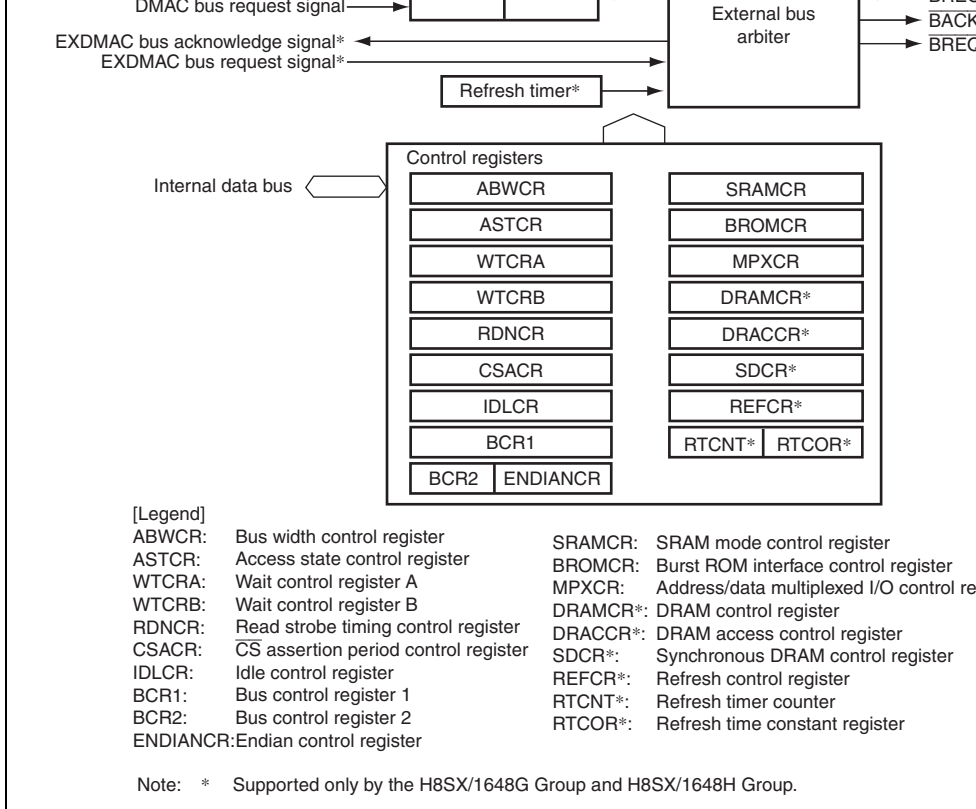 DMAC bus request signal
EXDMAC bus acknowledge signal*
EXDMAC bus request signal*
External bus
arbiter
BACK
Refresh timer*
Control registers
Internal data bus
ABWCR
SRAMCR
ASTCR
BROMCR
WTCRA
MPXCR
WTCRB
DRAMCR*
RDNCR
DRACCR*
CSACR
SDCR*
IDLCR
REFCR*
BCR1
RTCNT* RTCOR*
BCR2 ENDIANCR
[Legend]
ABWCR: Bus width control register
ASTCR: Access state control register
WTCRA: Wait control register A
WTCRB: Wait control register B
RDNCR: Read strobe timing control register
CSACR: CS assertion period control register
IDLCR: Idle control register
BCR1: Bus control register 1
BCR2: Bus control register 2
ENDIANCR:Endian control register
SRAMCR: SRAM mode control register
BROMCR: Burst ROM interface control register
MPXCR: Address/data multiplexed I/O control
DRAMCR*: DRAM control register
DRACCR*: DRAM access control register
SDCR*: Synchronous DRAM control register
REFCR*: Refresh control register
RTCNT*: Refresh timer counter
RTCOR*: Refresh time constant register
Note: * Supported only by the H8SX/1648G Group and H8SX/1648H Group.